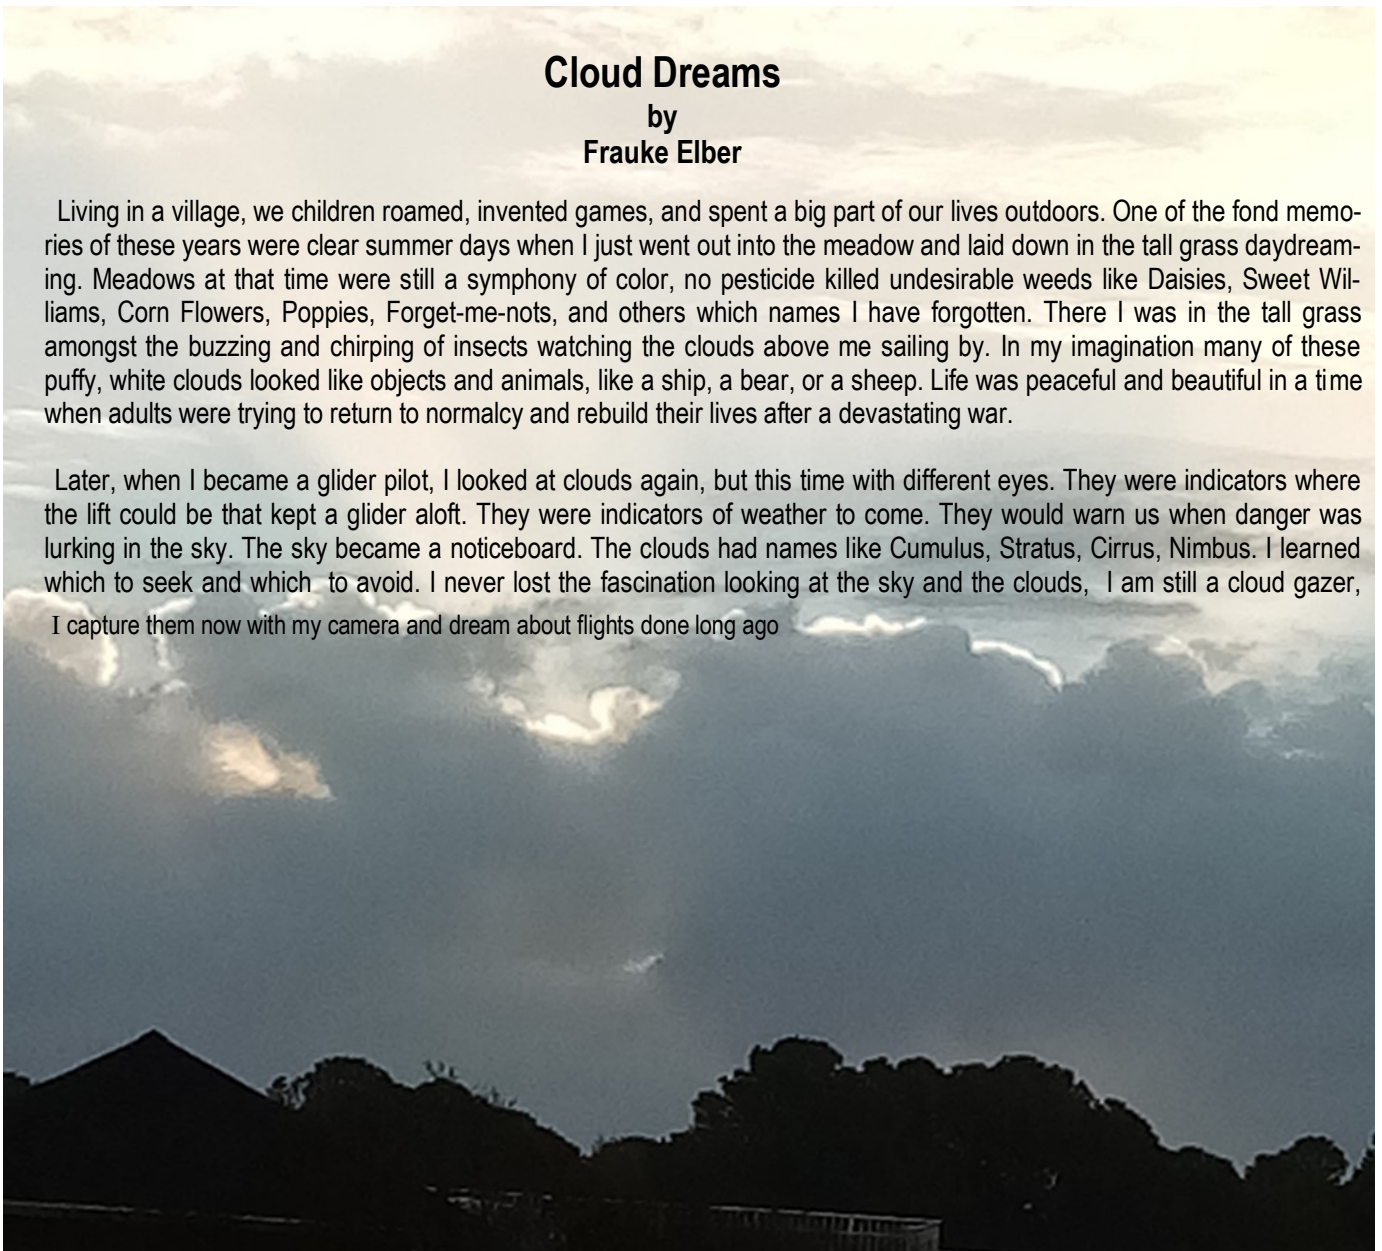 Cloud Dreams
by
Frauke Elber
Living in a village, we children roamed, invented games, and spent a big part of our lives outdoors. One of the fond memo-
ries of these years were clear summer days when I just went out into the meadow and laid down in the tall grass daydream-
ing. Meadows at that time were still a symphony of color, no pesticide killed undesirable weeds like Daisies, Sweet Wil-
liams, Corn Flowers, Poppies, Forget-me-nots, and others which names I have forgotten. There I was in the tall grass
amongst the buzzing and chirping of insects watching the clouds above me sailing by. In my imagination many of these
puffy, white clouds looked like objects and animals, like a ship, a bear, or a sheep. Life was peaceful and beautiful in a time
when adults were trying to return to normalcy and rebuild their lives after a devastating war.
Later, when I became a glider pilot, I looked at clouds again, but this time with different eyes. They were indicators where
the lift could be that kept a glider aloft. They were indicators of weather to come. They would warn us when danger was
lurking in the sky. The sky became a noticeboard. The clouds had names like Cumulus, Stratus, Cirrus, Nimbus. I learned
which to seek and which  to avoid. I never lost the fascination looking at the sky and the clouds,  I am still a cloud gazer,
I capture them now with my camera and dream about flights done long ago